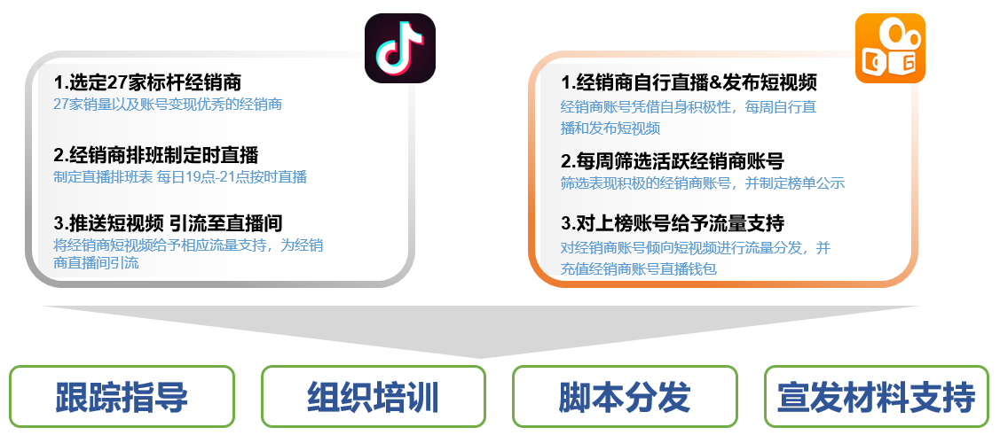 1.选定27家标杆经销商
27家销量以及账号变现优秀的经销商
2.经销商排班制定时直播
制定直播排班表 每日19点-21点按时直播
3.推送短视频 引流至直播间
将经销商短视频给予相应流量支持，为经销
商直播间引流
1.经销商自行直播&发布短视频
经销商账号凭借自身积极性，每周自行直
播和发布短视频
2.每周筛选活跃经销商账号
筛选表现积极的经销商账号，并制定榜单公示
3.对上榜账号给予流量支持
对经销商账号倾向短视频进行流量分发，并
充值经销商账号直播钱包
跟踪指导
组织培训
脚本分发
宣发材料支持